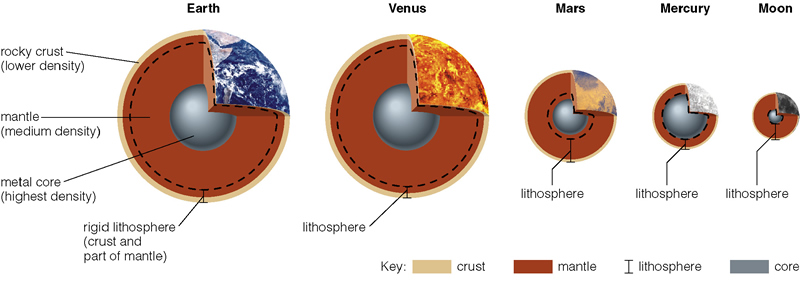 Earth
Venus
Mars
Mercury
Moon
rocky crust
(lower density)
mantle
(medium density)
metal core
(highest density)
rigid lithosphere
(crust and
part of mantle)
lithosphere
lithosphere
lithosphere
lithosphere
Key: crust mantle lithosphere core